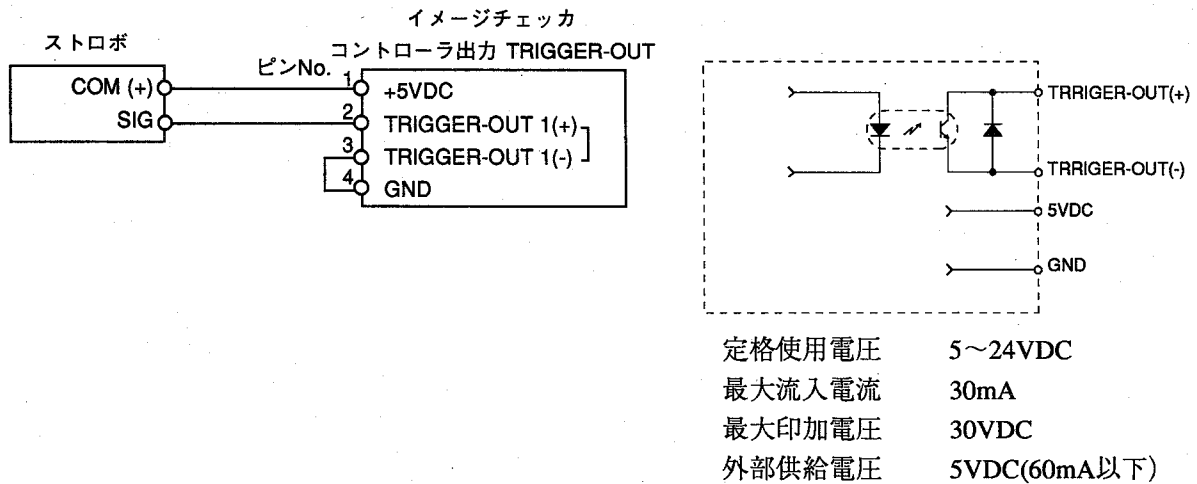 ストロボ
COM (+)
SIG
イメージチェッカ
コントローラ出力 TRIGGER-OUT
ピンNo.
1 +5VDC
2 TRIGGER-OUT 1(+)
3 TRIGGER-OUT 1(-)
4 GND
TRRIGER-OUT(+)
TRRIGER-OUT(-)
5VDC
GND
定格使用電圧 5～24VDC
最大流入電流 30mA
最大印加電圧 30VDC
外部供給電圧 5VDC(60mA以下)